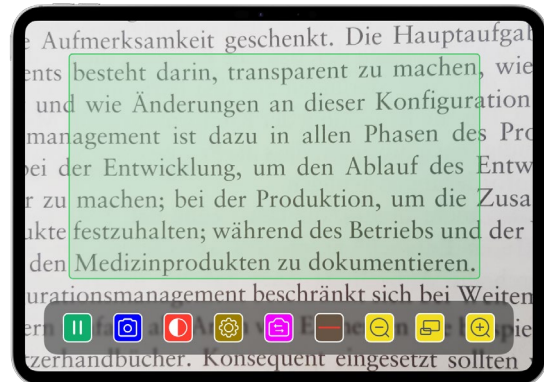 Aufmerksamkeit geschenkt. Die Hauptaufga
ents besteht darin, transparent zu machen, wie
und wie Änderungen an dieser Konfiguration
management ist dazu in allen Phasen des Pro
bei der Entwicklung, um den Ablauf des Entw
r zu machen; bei der Produktion, um die Zusa
ukte festzuhalten; während des Betriebs und der
den Medizinprodukten zu dokumentieren.
urationsmanagement beschränkt sich bei Weiten
tzerhandbücher. Konsequent eingesetzt sollten